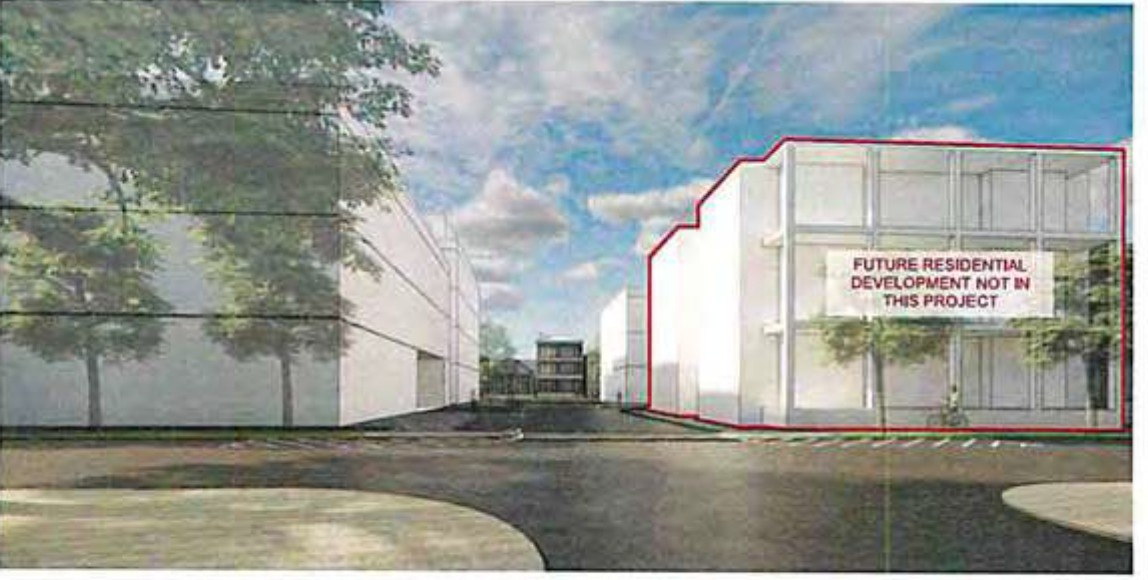 FUTURE RESIDENTIAL
DEVELOPMENT NOT IN
THIS PROJECT